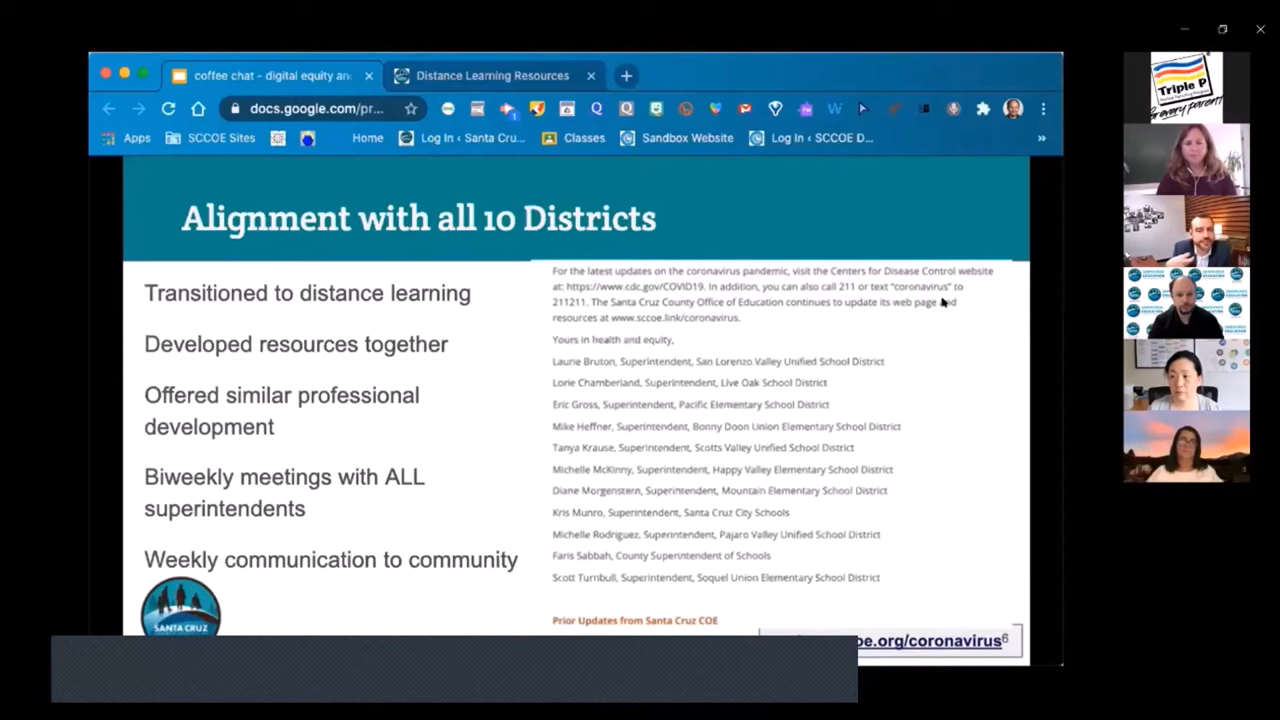 coffee chat - digital equity an
Distance Learning Resources
docs.google.com/pr...
Apps
SCCOE Sites
Home
Log In ‹ Santa Cru...
Classes
Sandbox Website
Log In ‹ SCCOE D...
»
Alignment with all 10 Districts
Transitioned to distance learning
Developed resources together
Offered similar professional
development
Biweekly meetings with ALL
superintendents
Weekly communication to community
SANTA CRUZ
For the latest updates on the coronavirus pandemic, visit the Centers for Disease Control website
at: https://www.cdc.gov/COVID19. In addition, you can also call 211 or text "coronavirus" to
211211. The Santa Cruz County Office of Education continues to update its web page and
resources at www.sccoe.link/coronavirus.
Yours in health and equity,
Laurie Bruton, Superintendent, San Lorenzo Valley Unified School District
Lorie Chamberland, Superintendent, Live Oak School District
Eric Gross, Superintendent, Pacific Elementary School District
Mike Heffner, Superintendent, Bonny Doon Union Elementary School District
Tanya Krause, Superintendent, Scotts Valley Unified School District
Michelle McKinny, Superintendent, Happy Valley Elementary School District
Diane Morgenstern, Superintendent, Mountain Elementary School District
Kris Munro, Superintendent, Santa Cruz City Schools
Michelle Rodriguez, Superintendent, Pajaro Valley Unified School District
Faris Sabbah, County Superintendent of Schools
Scott Turnbull, Superintendent, Soquel Union Elementary School District
Prior Updates from Santa Cruz COE
oe.org/coronavirus
6
Triple P
for every parent